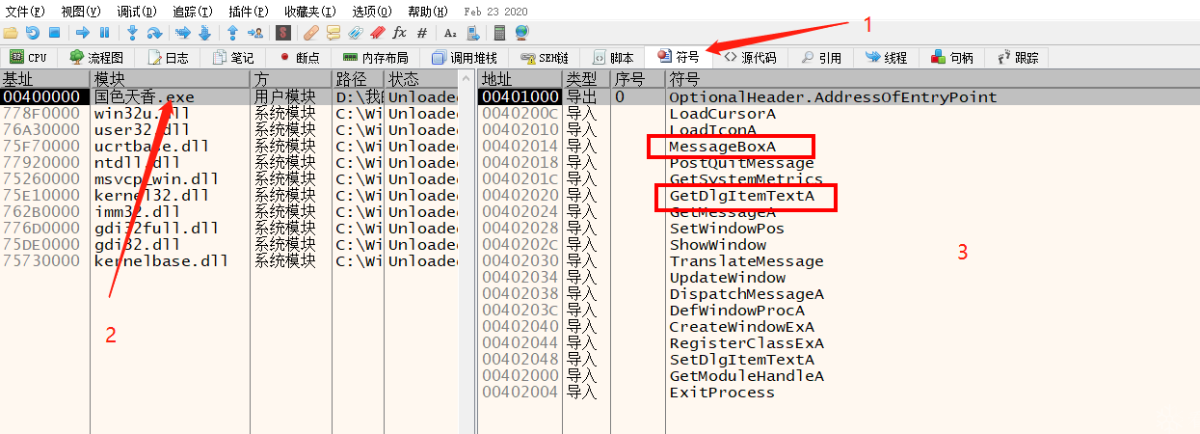 文件(F) 视图(V) 调试(D) 追踪(T) 插件(P) 收藏夹(I) 选项(O) 帮助(H) Feb 23 2020
1
CPU 流程图 日志 笔记 断点 内存布局 调用堆栈 SEH链 脚本 符号 源代码 引用 线程 句柄 跟踪
基址 模块 方 路径 状态 地址 类型 序号 符号
00400000 国色天香.exe 用户模块 D:\我的 Unloaded 00401000 导出 0 OptionalHeader.AddressOfEntryPoint
778F0000 win32u.dll 系统模块 C:\Wi Unloaded 0040200C 导入 LoadCursorA
76A30000 user32.dll 系统模块 C:\Wi Unloaded 00402010 导入 LoadIconA
75F70000 ucrtbase.dll 系统模块 C:\Wi Unloaded 00402014 导入 MessageBoxA
77920000 ntdll.dll 系统模块 C:\Wi Unloaded 00402018 导入 PostQuitMessage
75260000 msvcp_win.dll 系统模块 C:\Wi Unloaded 0040201C 导入 GetSystemMetrics
75E10000 kernel32.dll 系统模块 C:\Wi Unloaded 00402020 导入 GetDlgItemTextA
762B0000 imm32.dll 系统模块 C:\Wi Unloaded 00402024 导入 GetMessageA
776D0000 gdi32full.dll 系统模块 C:\Wi Unloaded 00402028 导入 SetWindowPos
75DE0000 gdi32.dll 系统模块 C:\Wi Unloaded 0040202C 导入 ShowWindow
75730000 kernelbase.dll 系统模块 C:\Wi Unloaded 00402030 导入 TranslateMessage
00402034 导入 UpdateWindow
00402038 导入 DispatchMessageA
0040203C 导入 DefWindowProcA
00402040 导入 CreateWindowExA
00402044 导入 RegisterClassExA
00402048 导入 SetDlgItemTextA
00402000 导入 GetModuleHandleA
00402004 导入 ExitProcess
2
3